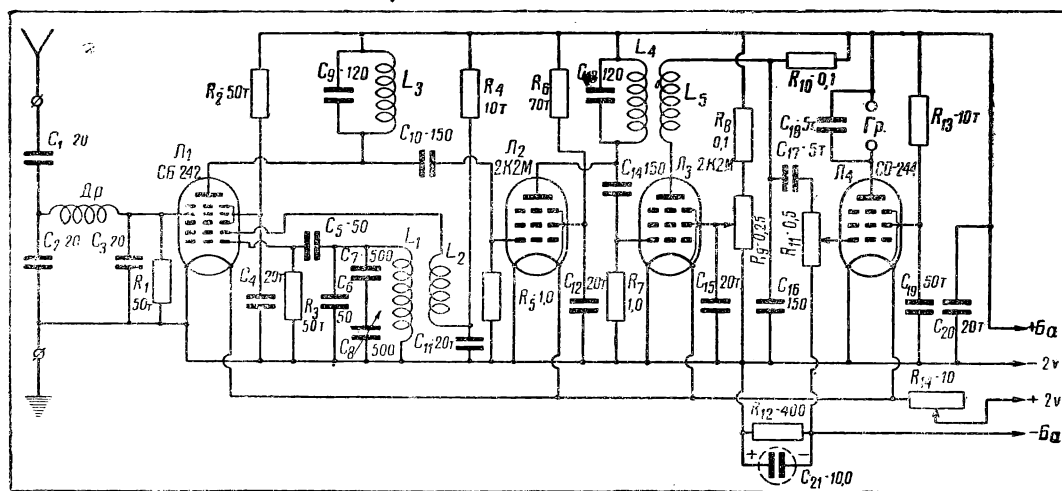 C₁ 20
C₂ 20
Др
C₃ 20
R₁
50т
Л₁
СБ 242
R₂-50т
C₄ 20т
R₃
50т
C₅-50
C₆
50
C₇ 500
C₈ 500
L₁
L₂
C₉-120
L₃
C₁₀-150
R₄
10т
C₁₁-20т
R₅ 1,0
R₆
70т
Л₂
2К2М
C₁₂ 20т
120
L₄
L₅
C₁₄ 150
R₇
1,0
Л₃
2К2М
C₁₅ 20т
R₈
0,1
R₉-0,25
R₁₀-0,1
C₁₆
150
C₁₇-5т
C₁₈-5т
Гр.
R₁₁-0,5
Л₄
СО-244
R₁₃-10т
C₁₉ 50т
C₂₀ 20т
R₁₂-400
+ −
C₂₁-10,0
R₁₄-10
+Ба
− 2v
+ 2v
−Ба